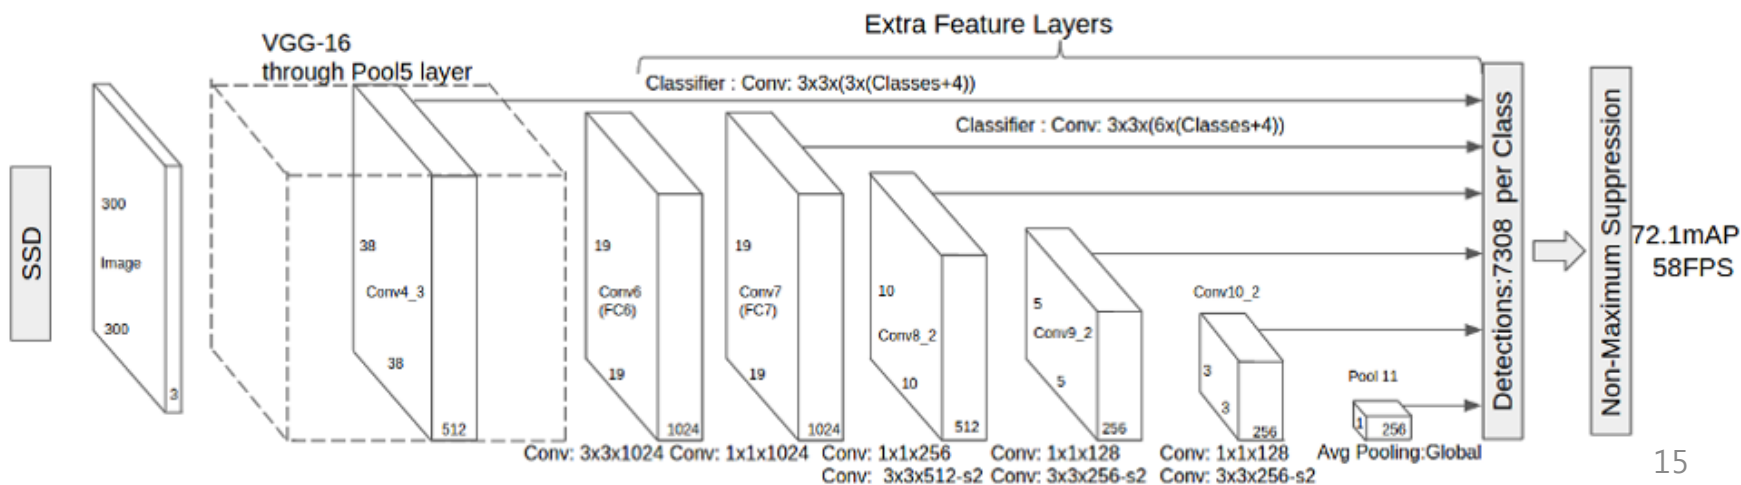 Extra Feature Layers
VGG-16
through Pool5 layer
Classifier : Conv: 3x3x(3x(Classes+4))
Classifier : Conv: 3x3x(6x(Classes+4))
SSD
300
Image
300
3
38
Conv4_3
38
512
19
Conv6
(FC6)
19
1024
19
Conv7
(FC7)
19
1024
10
Conv8_2
10
512
5
Conv9_2
5
256
Conv10_2
3
3
256
Pool 11
1
256
Conv: 3x3x1024
Conv: 1x1x1024
Conv: 1x1x256
Conv: 3x3x512-s2
Conv: 1x1x128
Conv: 3x3x256-s2
Conv: 1x1x128
Conv: 3x3x256-s2
Avg Pooling:Global
Detections:7308 per Class
Non-Maximum Suppression
72.1mAP
58FPS
15